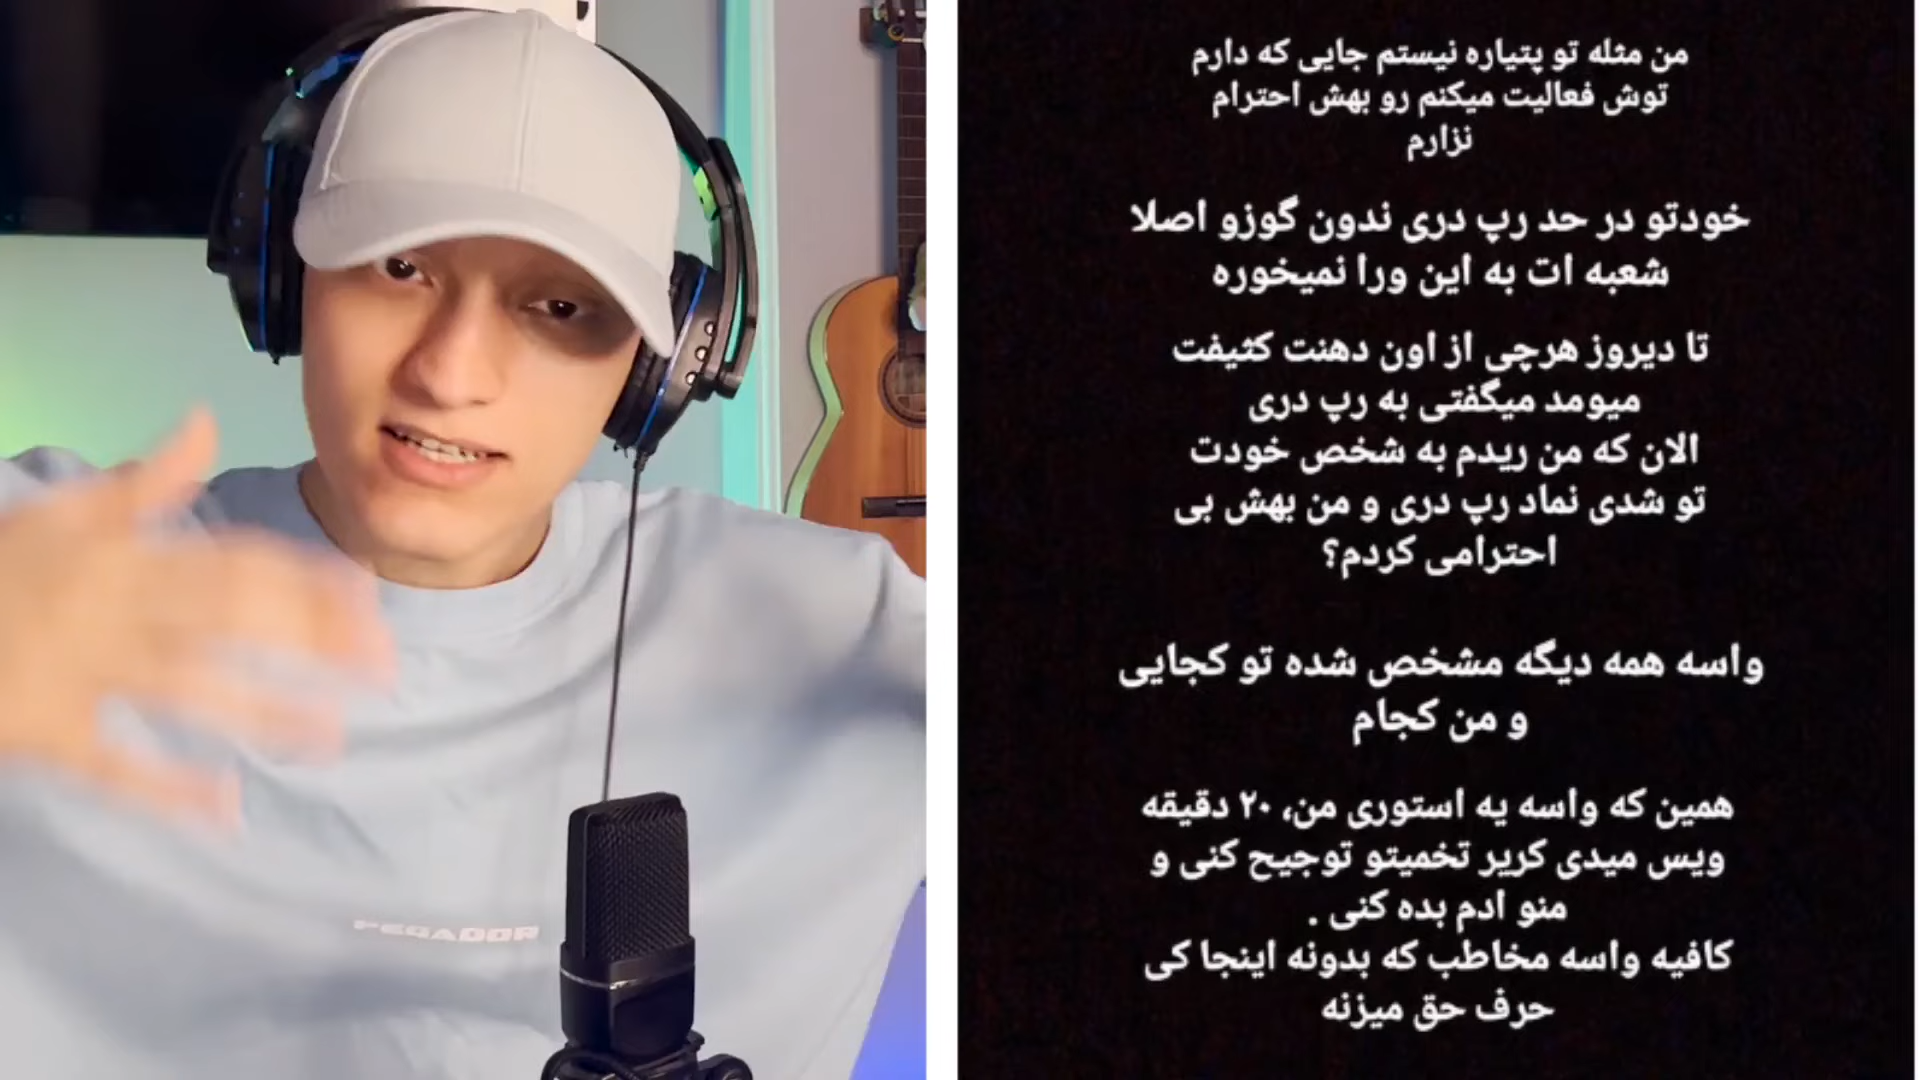 من مثله تو پتیاره نیستم جایی که دارم
توش فعالیت میکنم رو بهش احترام
نزارم
خودتو در حد رپ دری ندون گوزو اصلا
شعبه ات به این ورا نمیخوره
تا دیروز هرچی از اون دهنت کثیفت
میومد میگفتی به رپ دری
الان که من ریدم به شخص خودت
تو شدی نماد رپ دری و من بهش بی
احترامی کردم؟
واسه همه دیگه مشخص شده تو کجایی
و من کجام
همین که واسه یه استوری من، ۲۰ دقیقه
ویس میدی کریر تخمیتو توجیح کنی و
منو ادم بده کنی .
کافیه واسه مخاطب که بدونه اینجا کی
حرف حق میزنه
PEGADOR